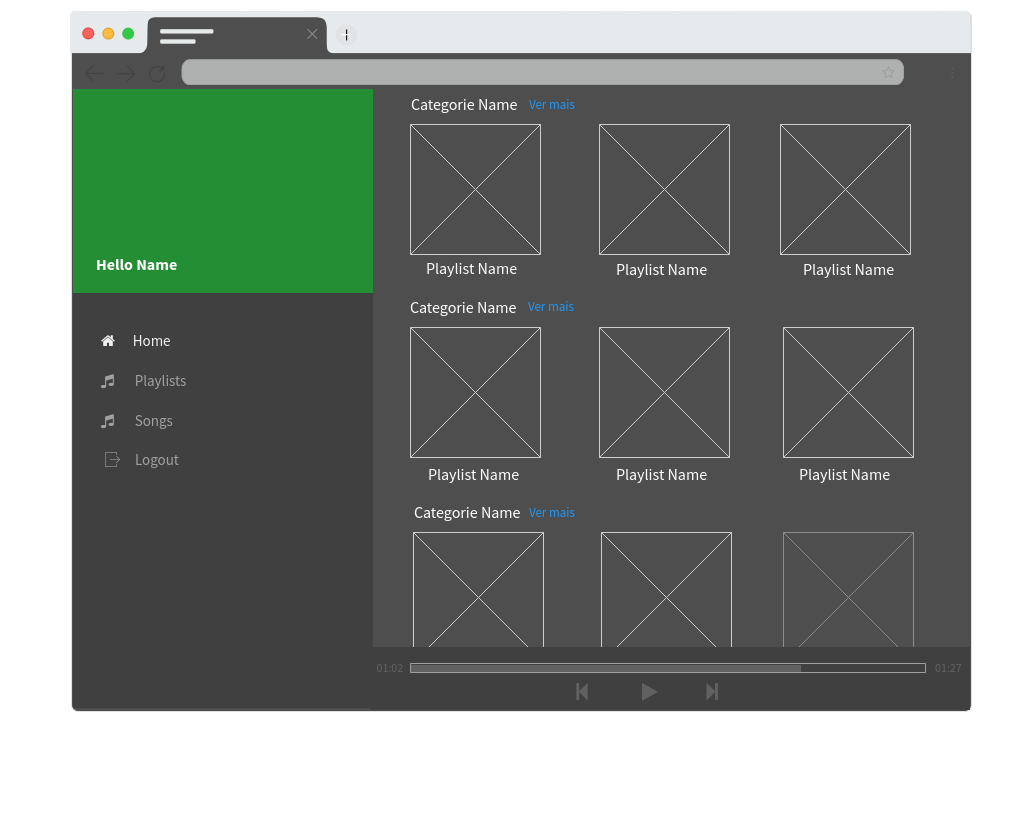 Hello Name
Home
Playlists
Songs
Logout
Categorie Name Ver mais
Playlist Name Playlist Name Playlist Name
Categorie Name Ver mais
Playlist Name Playlist Name Playlist Name
Categorie Name Ver mais
01:02 01:27